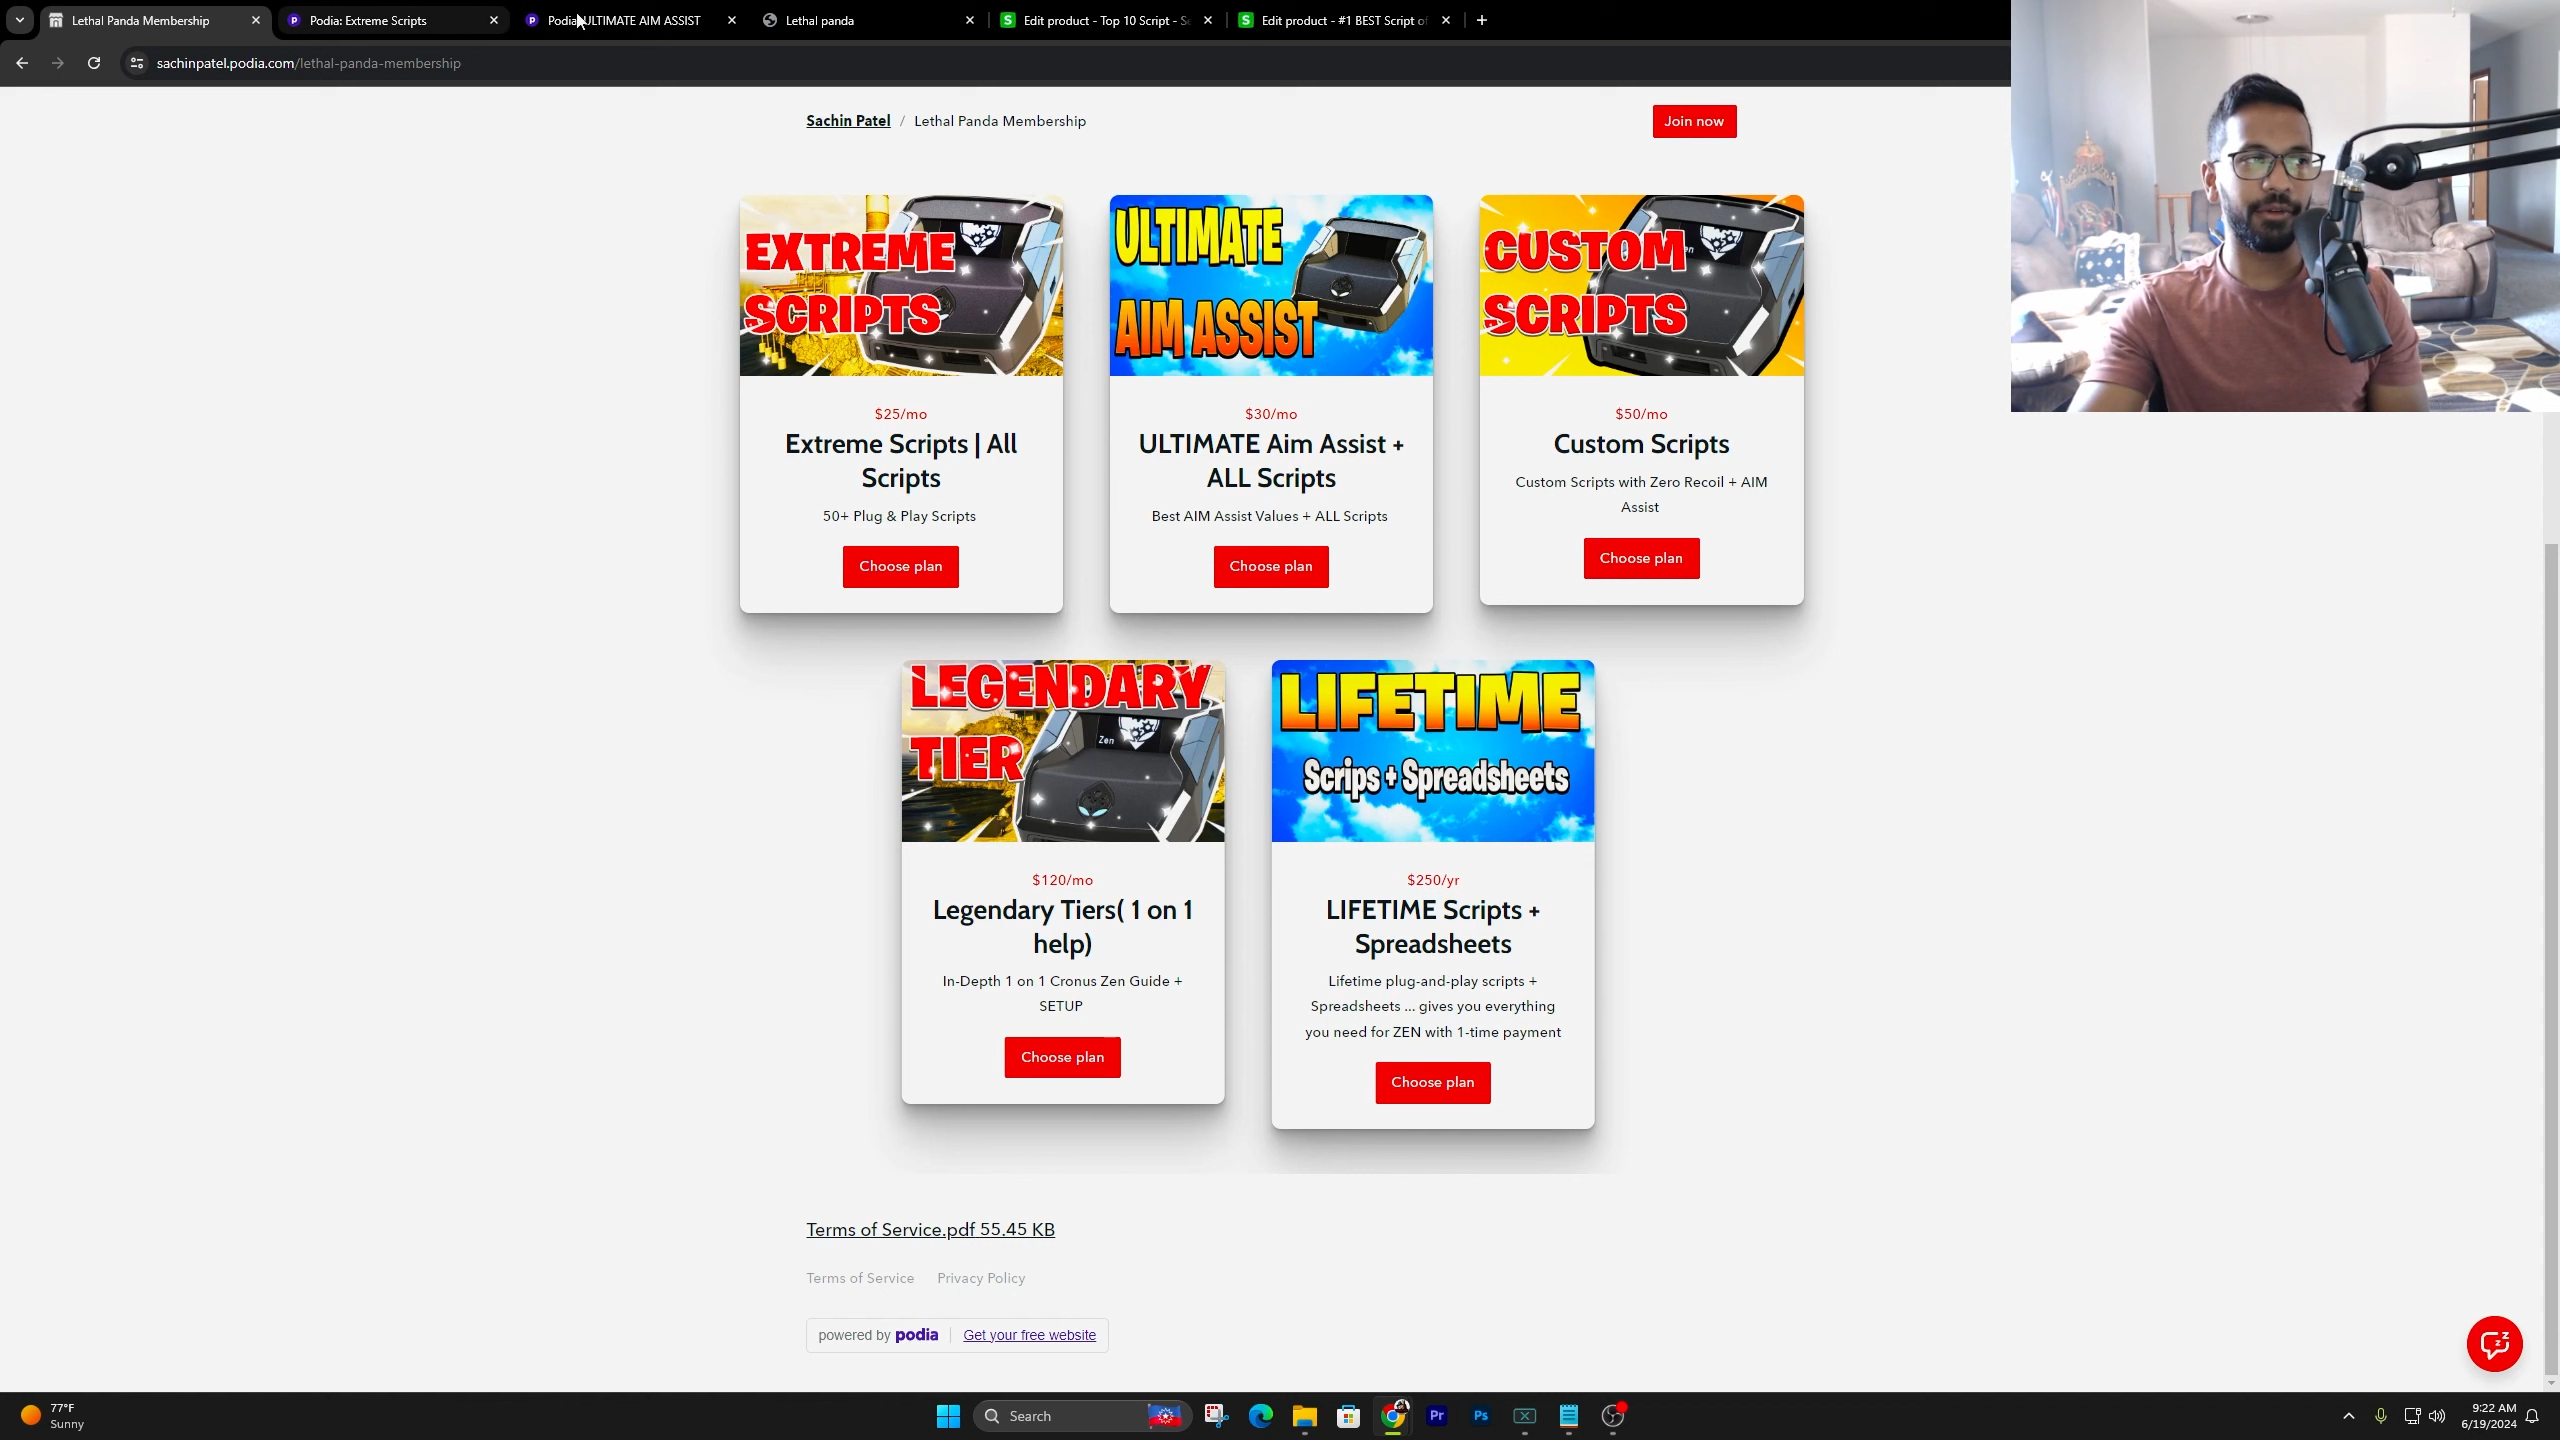 Lethal Panda Membership
Podia: Extreme Scripts
Podia: ULTIMATE AIM ASSIST
Lethal panda
Edit product - Top 10 Script - S
Edit product - #1 BEST Script of
sachinpatel.podia.com/lethal-panda-membership
Sachin Patel / Lethal Panda Membership
Join now
EXTREME
SCRIPTS
ULTIMATE
AIM ASSIST
CUSTOM
SCRIPTS
$25/mo
Extreme Scripts | All
Scripts
50+ Plug & Play Scripts
Choose plan
$30/mo
ULTIMATE Aim Assist +
ALL Scripts
Best AIM Assist Values + ALL Scripts
Choose plan
$50/mo
Custom Scripts
Custom Scripts with Zero Recoil + AIM
Assist
Choose plan
LEGENDARY
TIER
Zen
LIFETIME
Scrips + Spreadsheets
$120/mo
Legendary Tiers( 1 on 1
help)
In-Depth 1 on 1 Cronus Zen Guide +
SETUP
Choose plan
$250/yr
LIFETIME Scripts +
Spreadsheets
Lifetime plug-and-play scripts +
Spreadsheets ... gives you everything
you need for ZEN with 1-time payment
Choose plan
Terms of Service.pdf 55.45 KB
Terms of Service
Privacy Policy
powered by podia
Get your free website
77°F
Sunny
Search
Pr
Ps
9:22 AM
6/19/2024